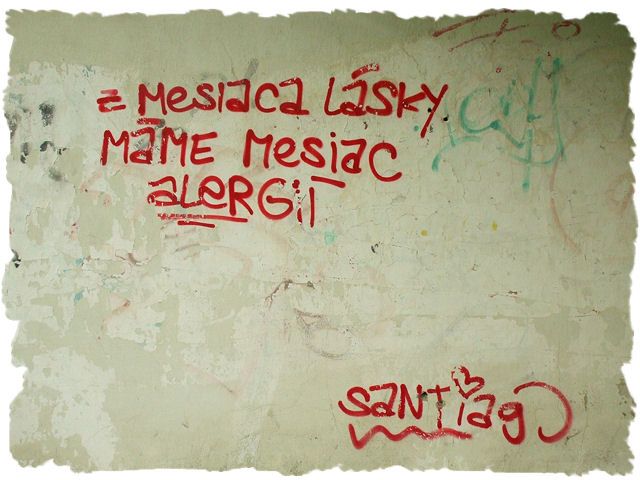 z mesiaca lásky
máme mesiac
alergií
santiago